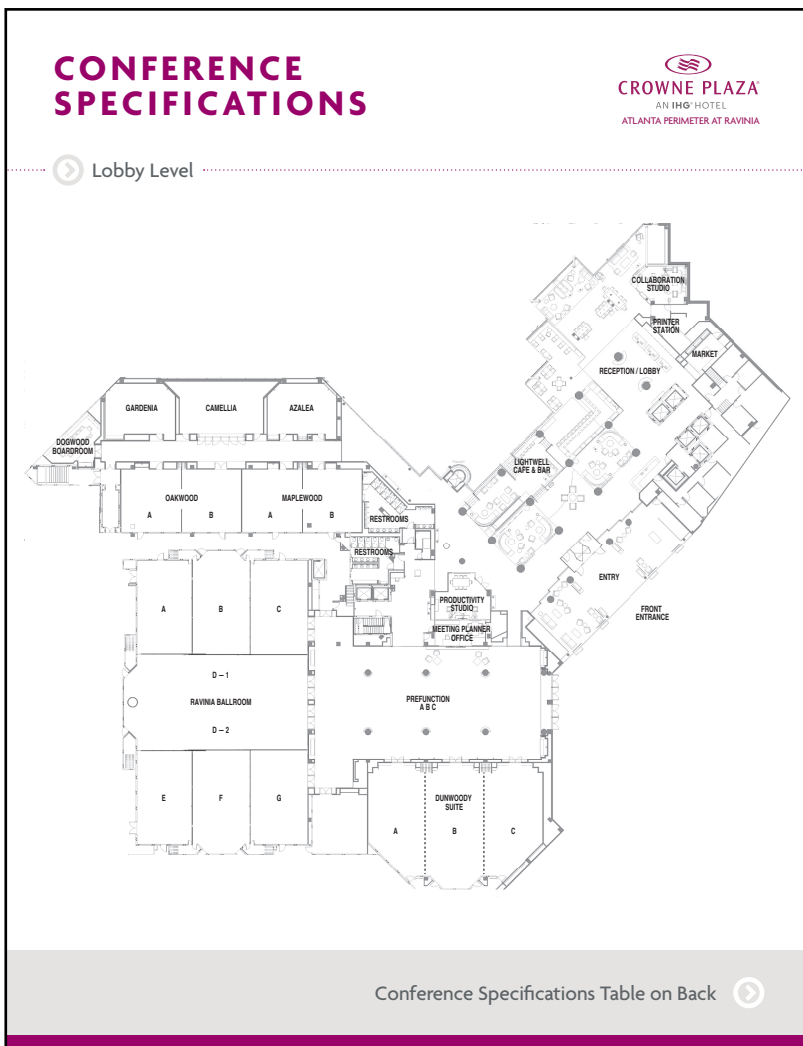 CONFERENCE
SPECIFICATIONS
CROWNE PLAZA®
AN IHG® HOTEL
ATLANTA PERIMETER AT RAVINIA
Lobby Level
COLLABORATION
STUDIO
PRINTER
STATION
MARKET
RECEPTION / LOBBY
GARDENIA
CAMELLIA
AZALEA
DOGWOOD
BOARDROOM
LIGHTWELL
CAFE & BAR
OAKWOOD
MAPLEWOOD
A
B
A
B
RESTROOMS
RESTROOMS
ENTRY
A
B
C
PRODUCTIVITY
STUDIO
FRONT
ENTRANCE
MEETING PLANNER
OFFICE
D – 1
RAVINIA BALLROOM
PREFUNCTION
A B C
D – 2
E
F
G
DUNWOODY
SUITE
A
B
C
Conference Specifications Table on Back